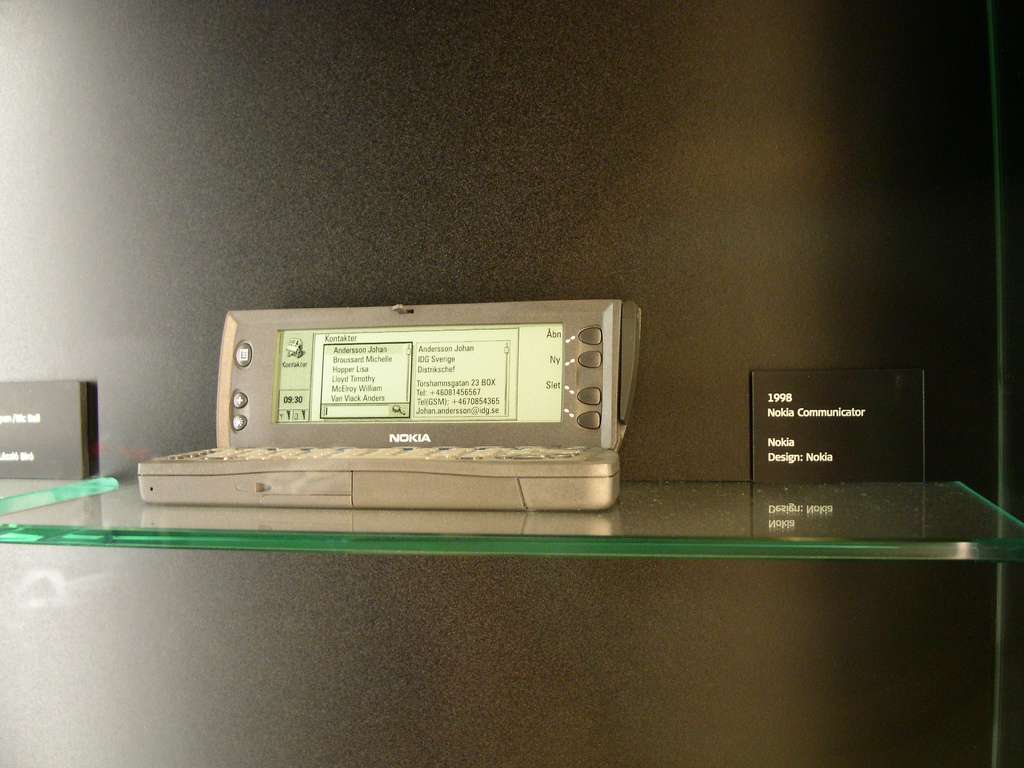 Kontakter
Andersson Johan
Broussard Michelle
Hopper Lisa
Lloyd Timothy
McElroy William
Van Vlack Anders
Andersson Johan
IDG Sverige
Distriktschef
Torshamnsgatan 23 BOX
Tel: +46081456567
Tel(GSM): +4670854365
Johan.andersson@idg.se
Åbn
Ny
Slet
Kontakter
09:30
NOKIA
1998
Nokia Communicator
Nokia
Design: Nokia